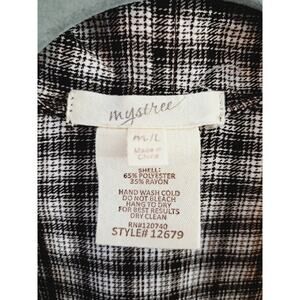 mystree
M/L
Made in
China
SHELL:
65% POLYESTER
35% RAYON
HAND WASH COLD
DO NOT BLEACH
HANG TO DRY
FOR BEST RESULTS
DRY CLEAN
RN#120740
STYLE# 12679